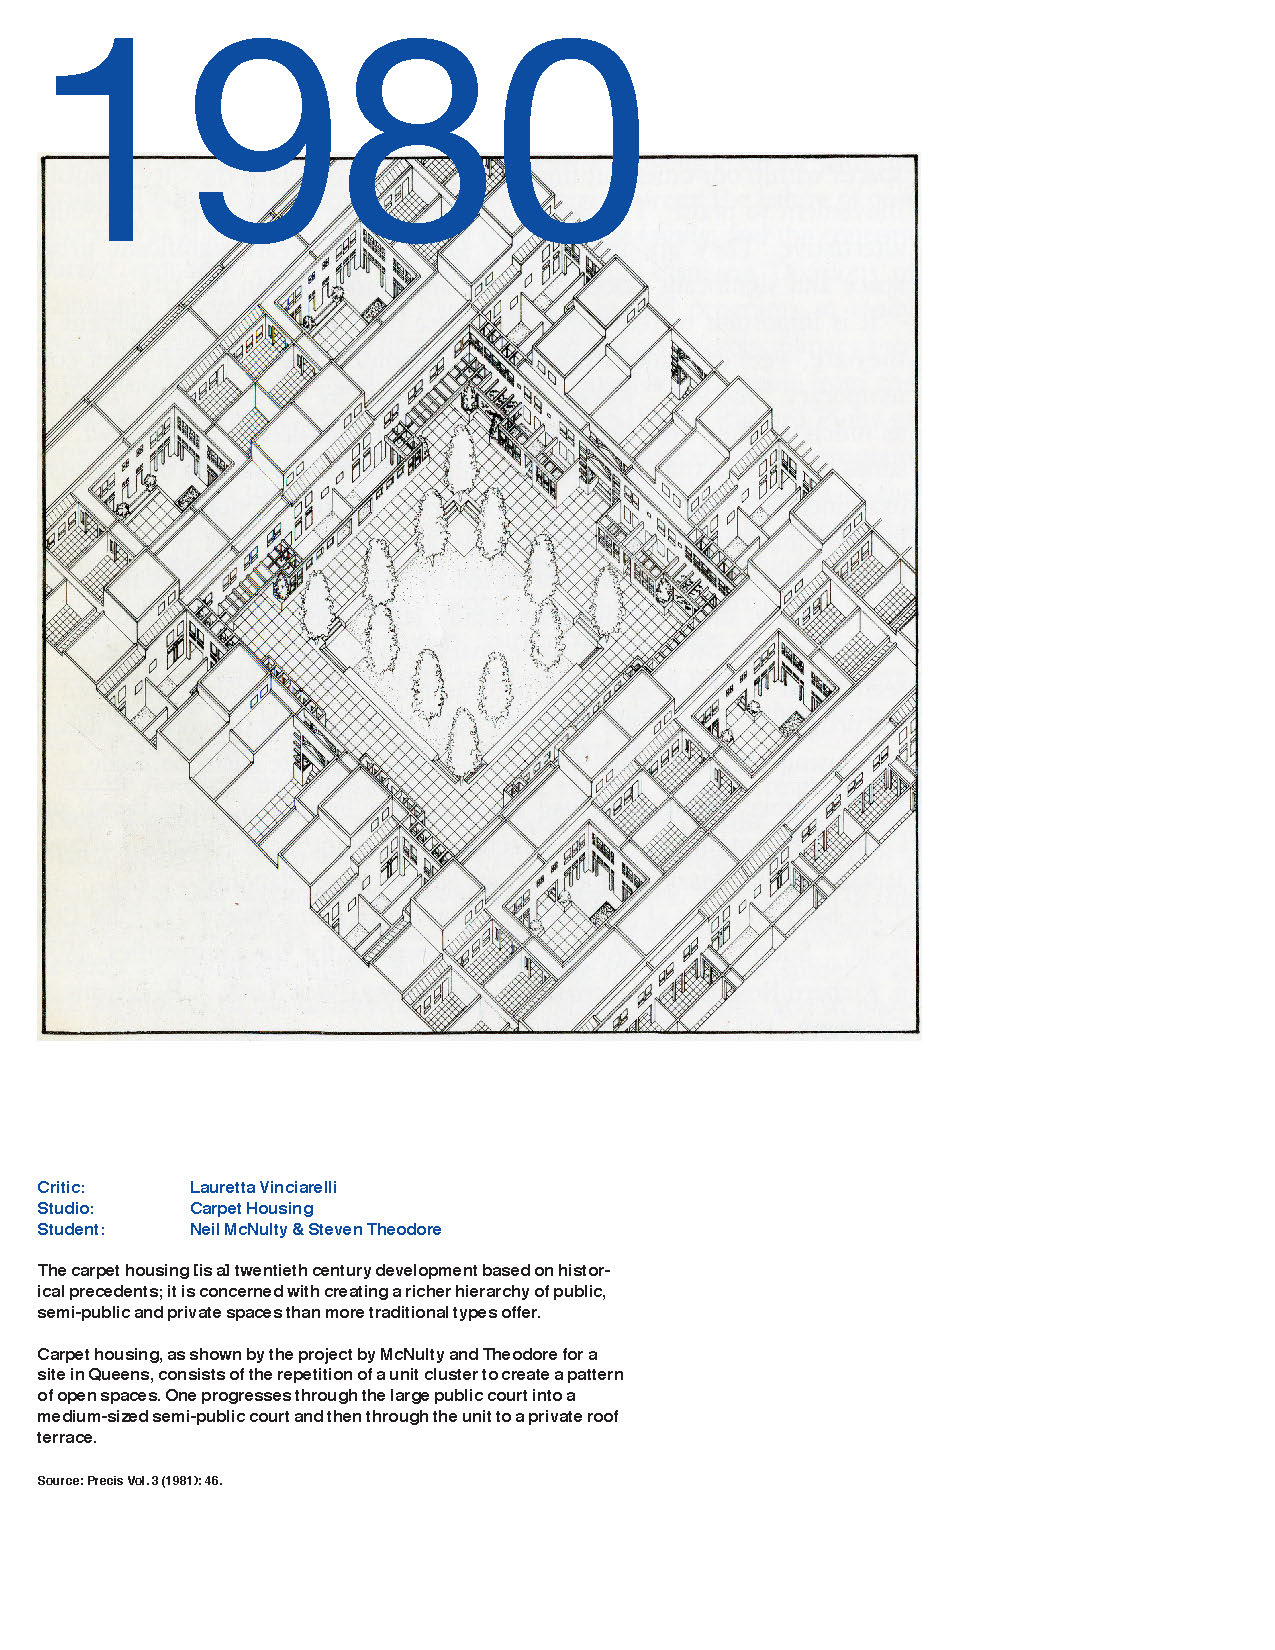 1980
Critic: Lauretta Vinciarelli
Studio: Carpet Housing
Student: Neil McNulty & Steven Theodore
The carpet housing [is a] twentieth century development based on histor-
ical precedents; it is concerned with creating a richer hierarchy of public,
semi-public and private spaces than more traditional types offer.
Carpet housing, as shown by the project by McNulty and Theodore for a
site in Queens, consists of the repetition of a unit cluster to create a pattern
of open spaces. One progresses through the large public court into a
medium-sized semi-public court and then through the unit to a private roof
terrace.
Source: Precis Vol. 3 (1981): 46.